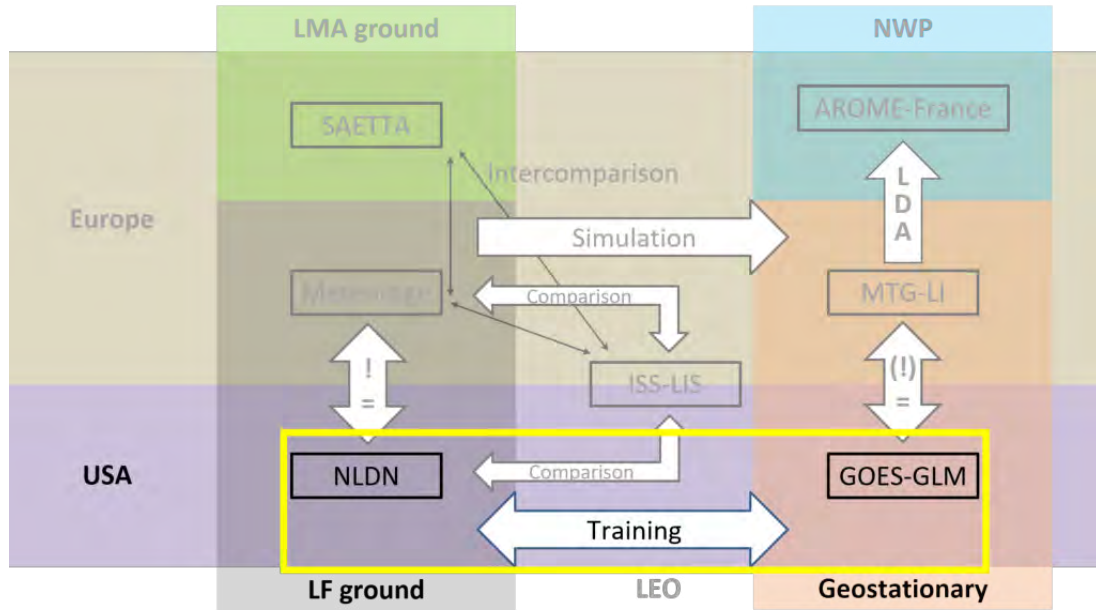 LMA ground
NWP
SAETTA
AROME-France
Intercomparison
L
D
A
Europe
Simulation
Meteorage
Comparison
MTG-LI
!
=
(!)
=
ISS-LIS
USA
NLDN
Comparison
GOES-GLM
Training
LF ground
LEO
Geostationary